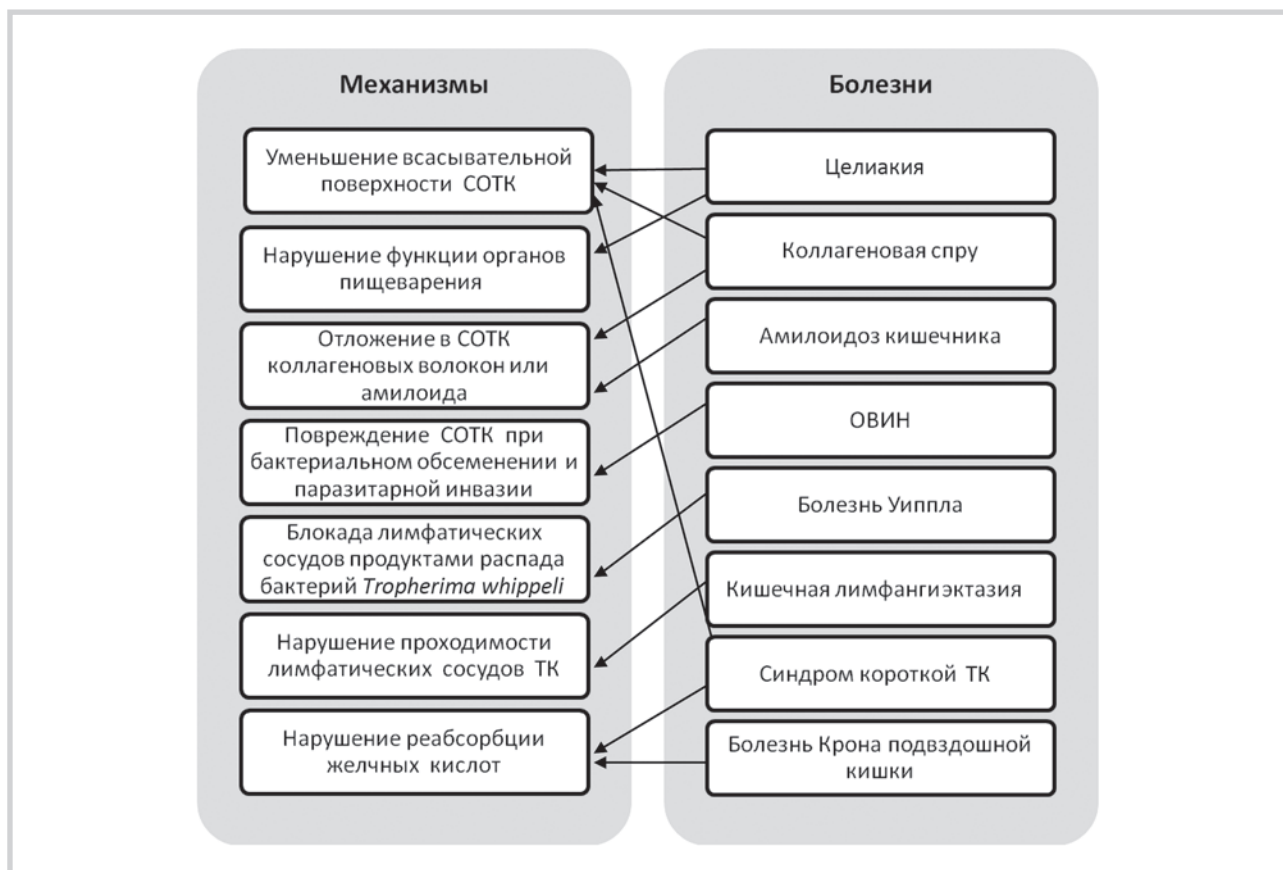 Механизмы
Уменьшение всасывательной
поверхности СОТК
Нарушение функции органов
пищеварения
Отложение в СОТК
коллагеновых волокон или
амилоида
Повреждение СОТК при
бактериальном обсеменении и
паразитарной инвазии
Блокада лимфатических
сосудов продуктами распада
бактерий Tropherima whippeli
Нарушение проходимости
лимфатических сосудов ТК
Нарушение реабсорбции
желчных кислот
Болезни
Целиакия
Коллагеновая спру
Амилоидоз кишечника
ОВИН
Болезнь Уиппла
Кишечная лимфангиэктазия
Синдром короткой ТК
Болезнь Крона подвздошной
кишки